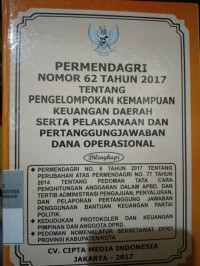 PERMENDAGRI
NOMOR 62 TAHUN 2017
TENTANG
PENGELOMPOKAN KEMAMPUAN
KEUANGAN DAERAH
SERTA PELAKSANAAN DAN
PERTANGGUNGJAWABAN
DANA OPERASIONAL
Dilengkapi
PERMENDAGRI NO. 6 TAHUN 2017 TENTANG
PERUBAHAN ATAS PERMENDAGRI NO. 77 TAHUN
2014 TENTANG PEDOMAN TATA CARA
PENGHITUNGAN ANGGARAN DALAM APBD, DAN
TERTIB ADMINISTRASI PENGAJUAN, PENYALURAN,
DAN PELAPORAN PERTANGGUNG JAWABAN
PENGGUNAAN BANTUAN KEUANGAN PARTAI
POLITIK.
KEDUDUKAN PROTOKOLER DAN KEUANGAN
PIMPINAN DAN ANGGOTA DPRD.
PEDOMAN NOMENKLATUR SEKRETARIAT DPRD
PROVINSI KABUPATEN/KOTA
CV. CIPTA MEDIA INDONESIA
JAKARTA - 2017